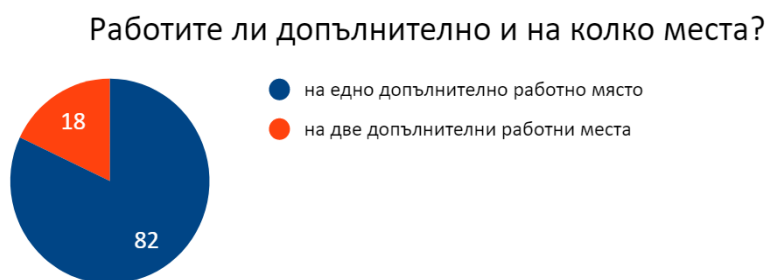 Работите ли допълнително и на колко места?
на едно допълнително работно място
на две допълнителни работни места
18
82